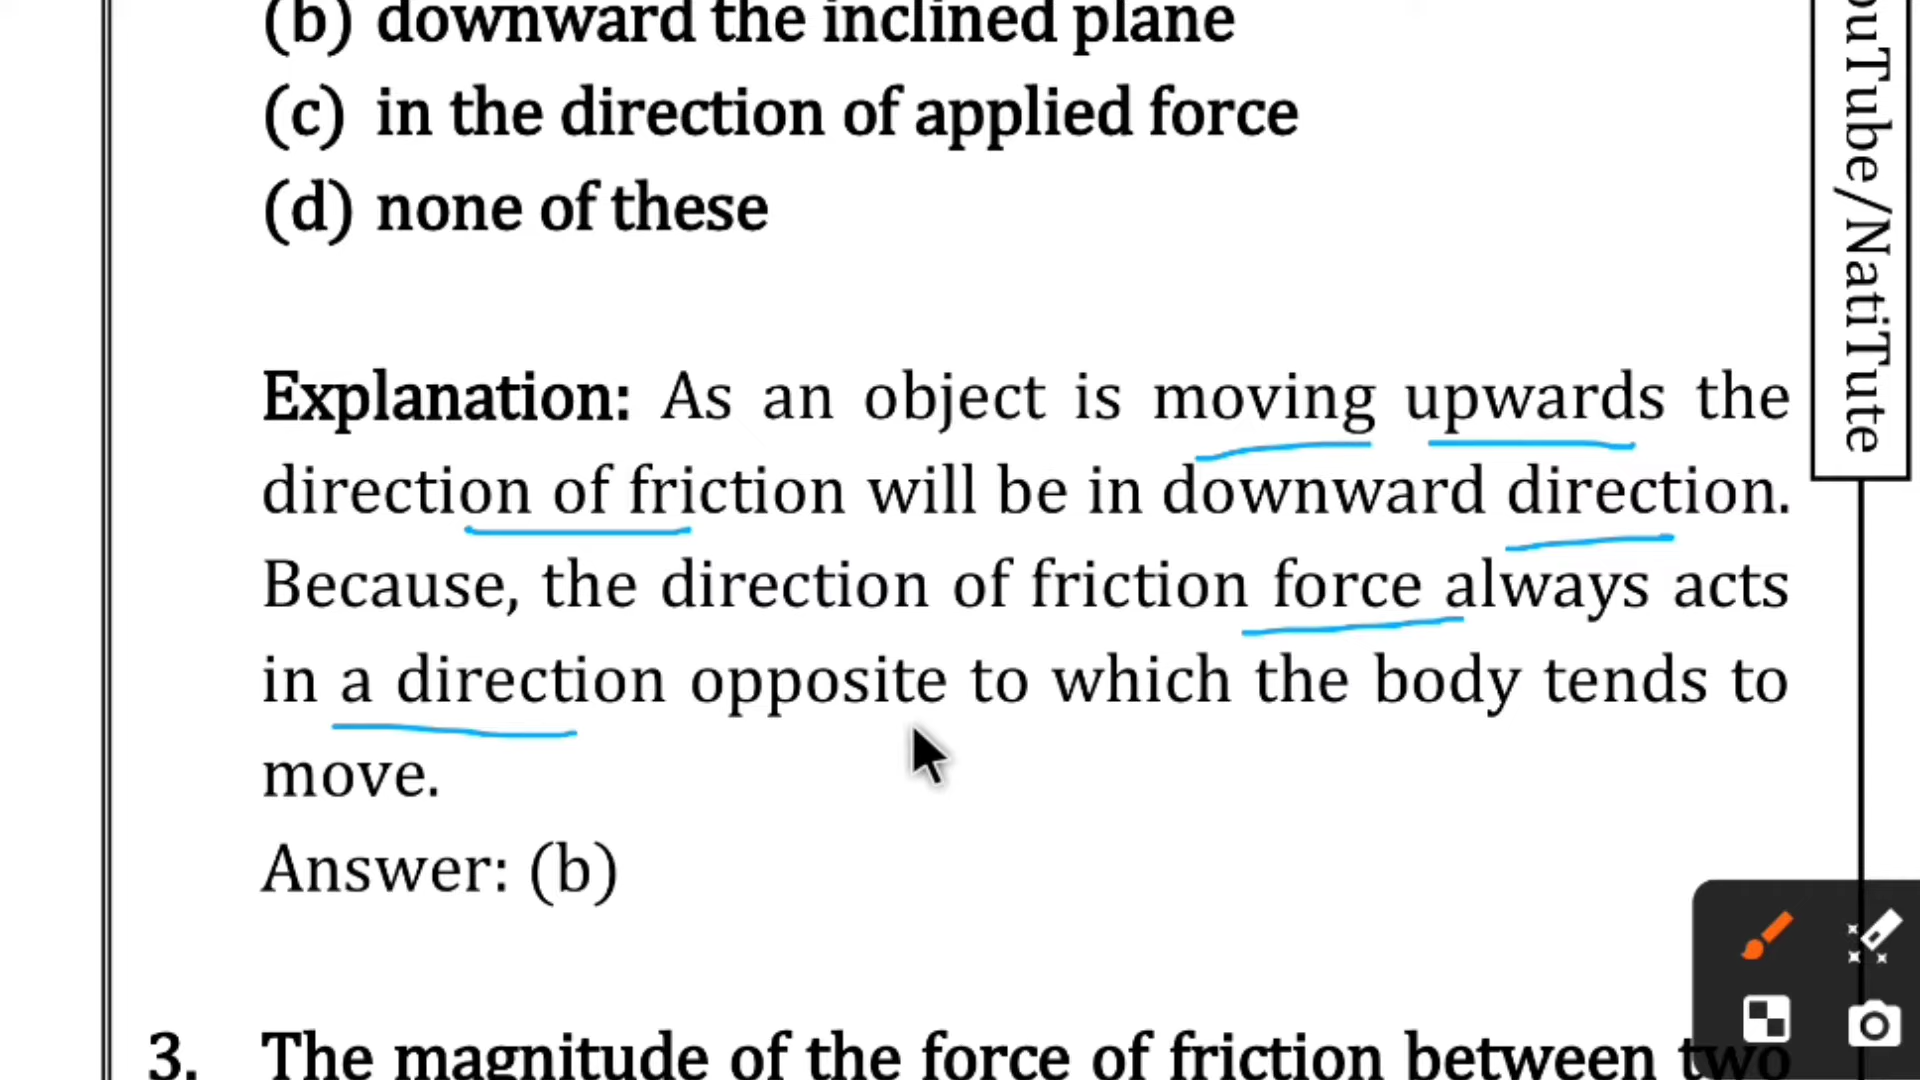 (b) downward the inclined plane
(c) in the direction of applied force
(d) none of these
Explanation: As an object is moving upwards the
direction of friction will be in downward direction.
Because, the direction of friction force always acts
in a direction opposite to which the body tends to
move.
Answer: (b)
3. The magnitude of the force of friction between two
ouTube/NatiTute